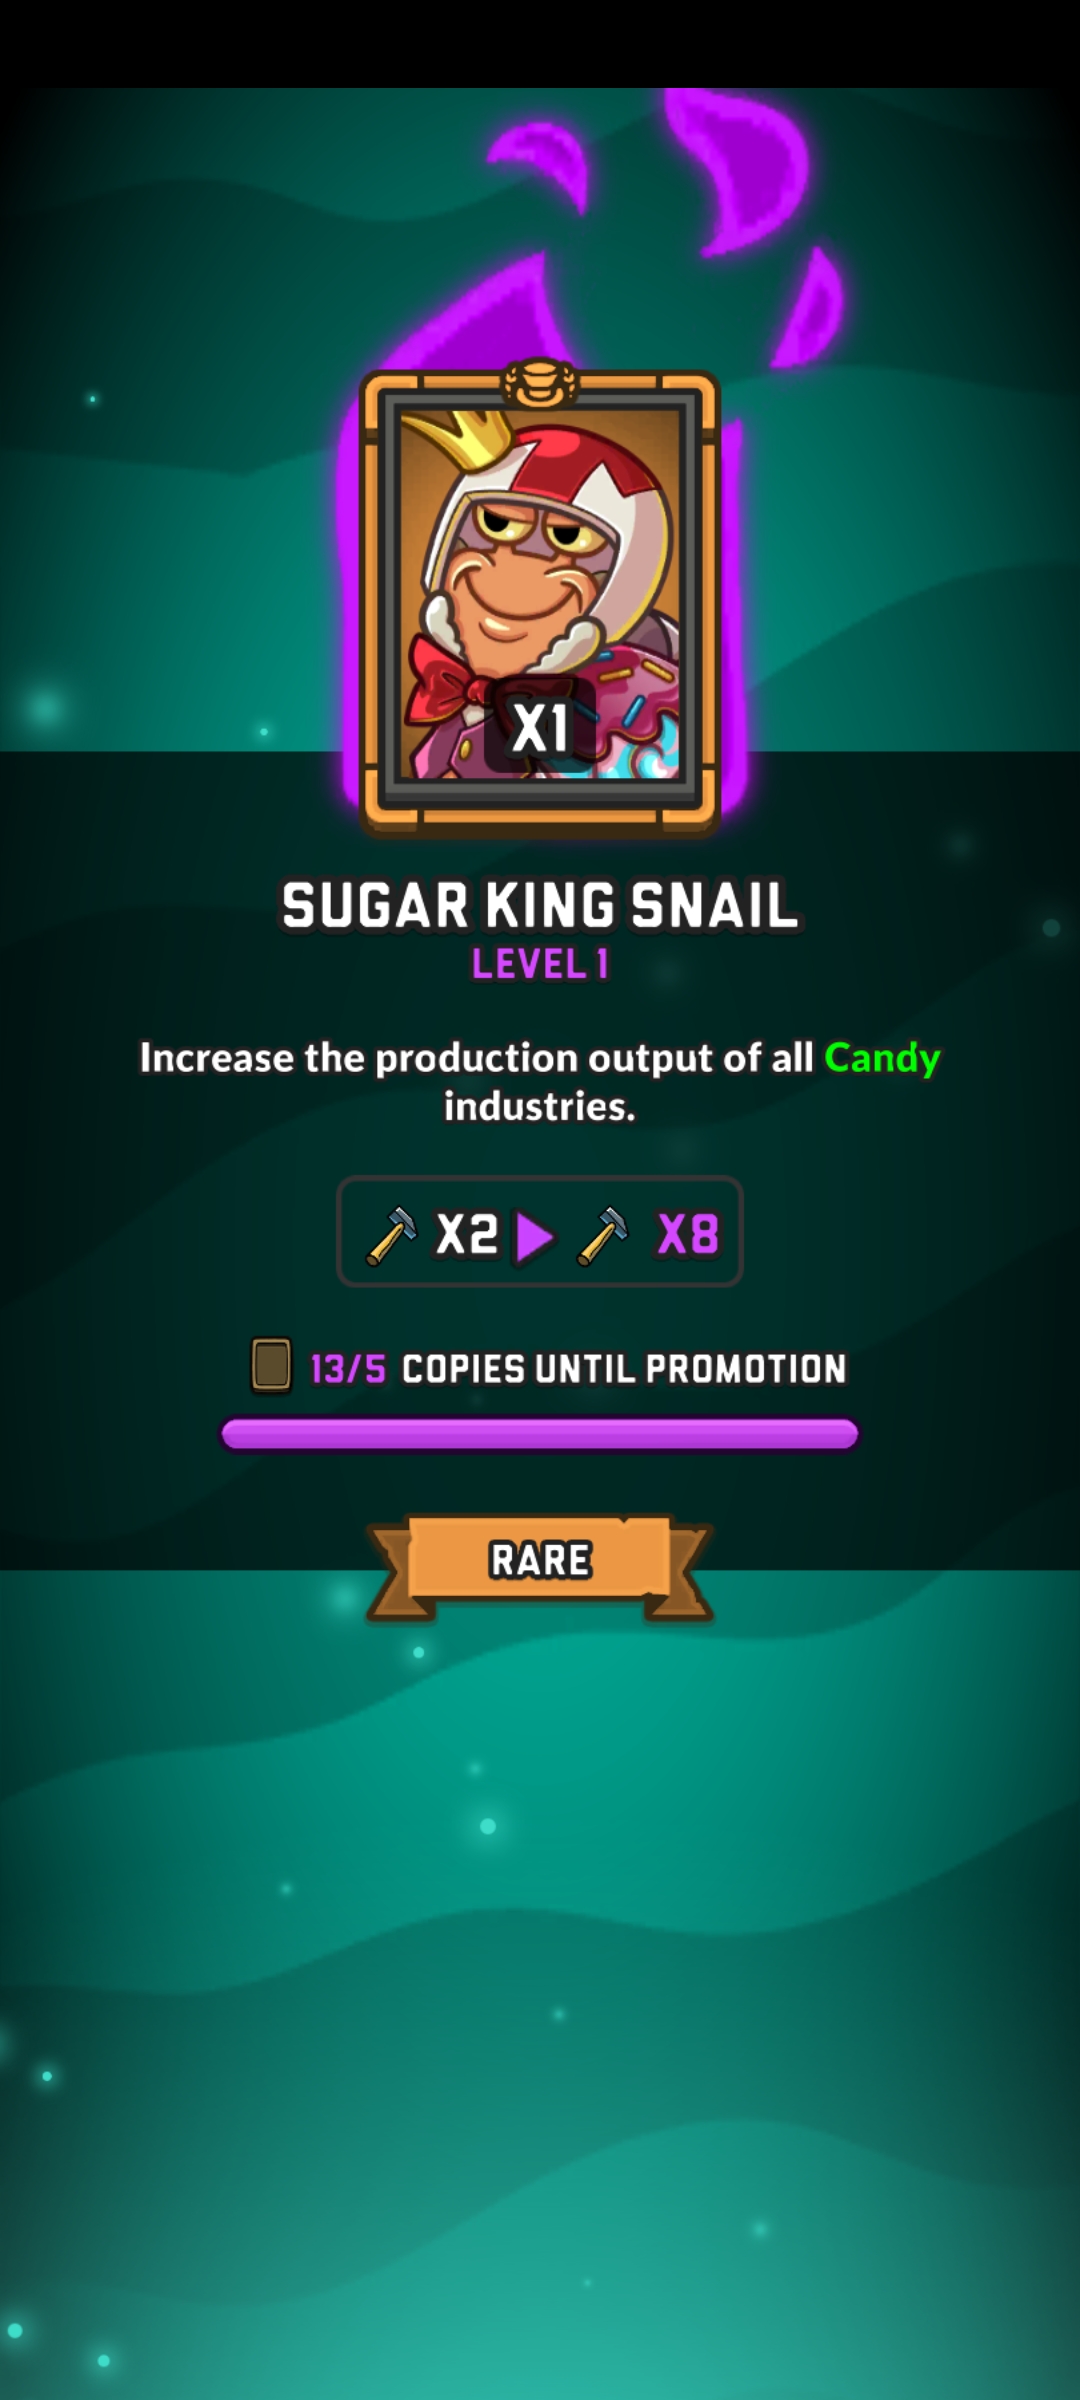 X1
SUGAR KING SNAIL
LEVEL 1
Increase the production output of all Candy
industries.
X2 X8
13/5 COPIES UNTIL PROMOTION
RARE